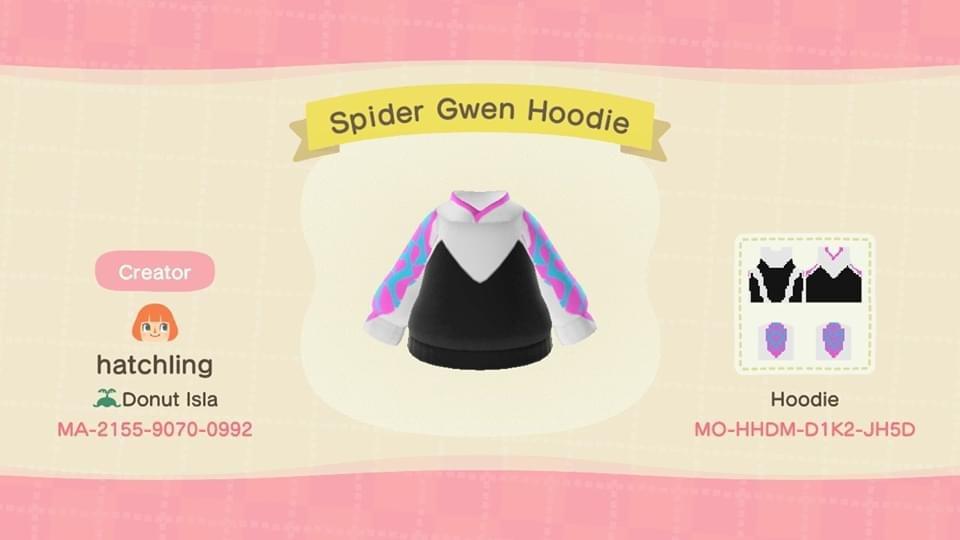 Spider Gwen Hoodie
Creator
hatchling
Donut Isla
MA-2155-9070-0992
Hoodie
MO-HHDM-D1K2-JH5D